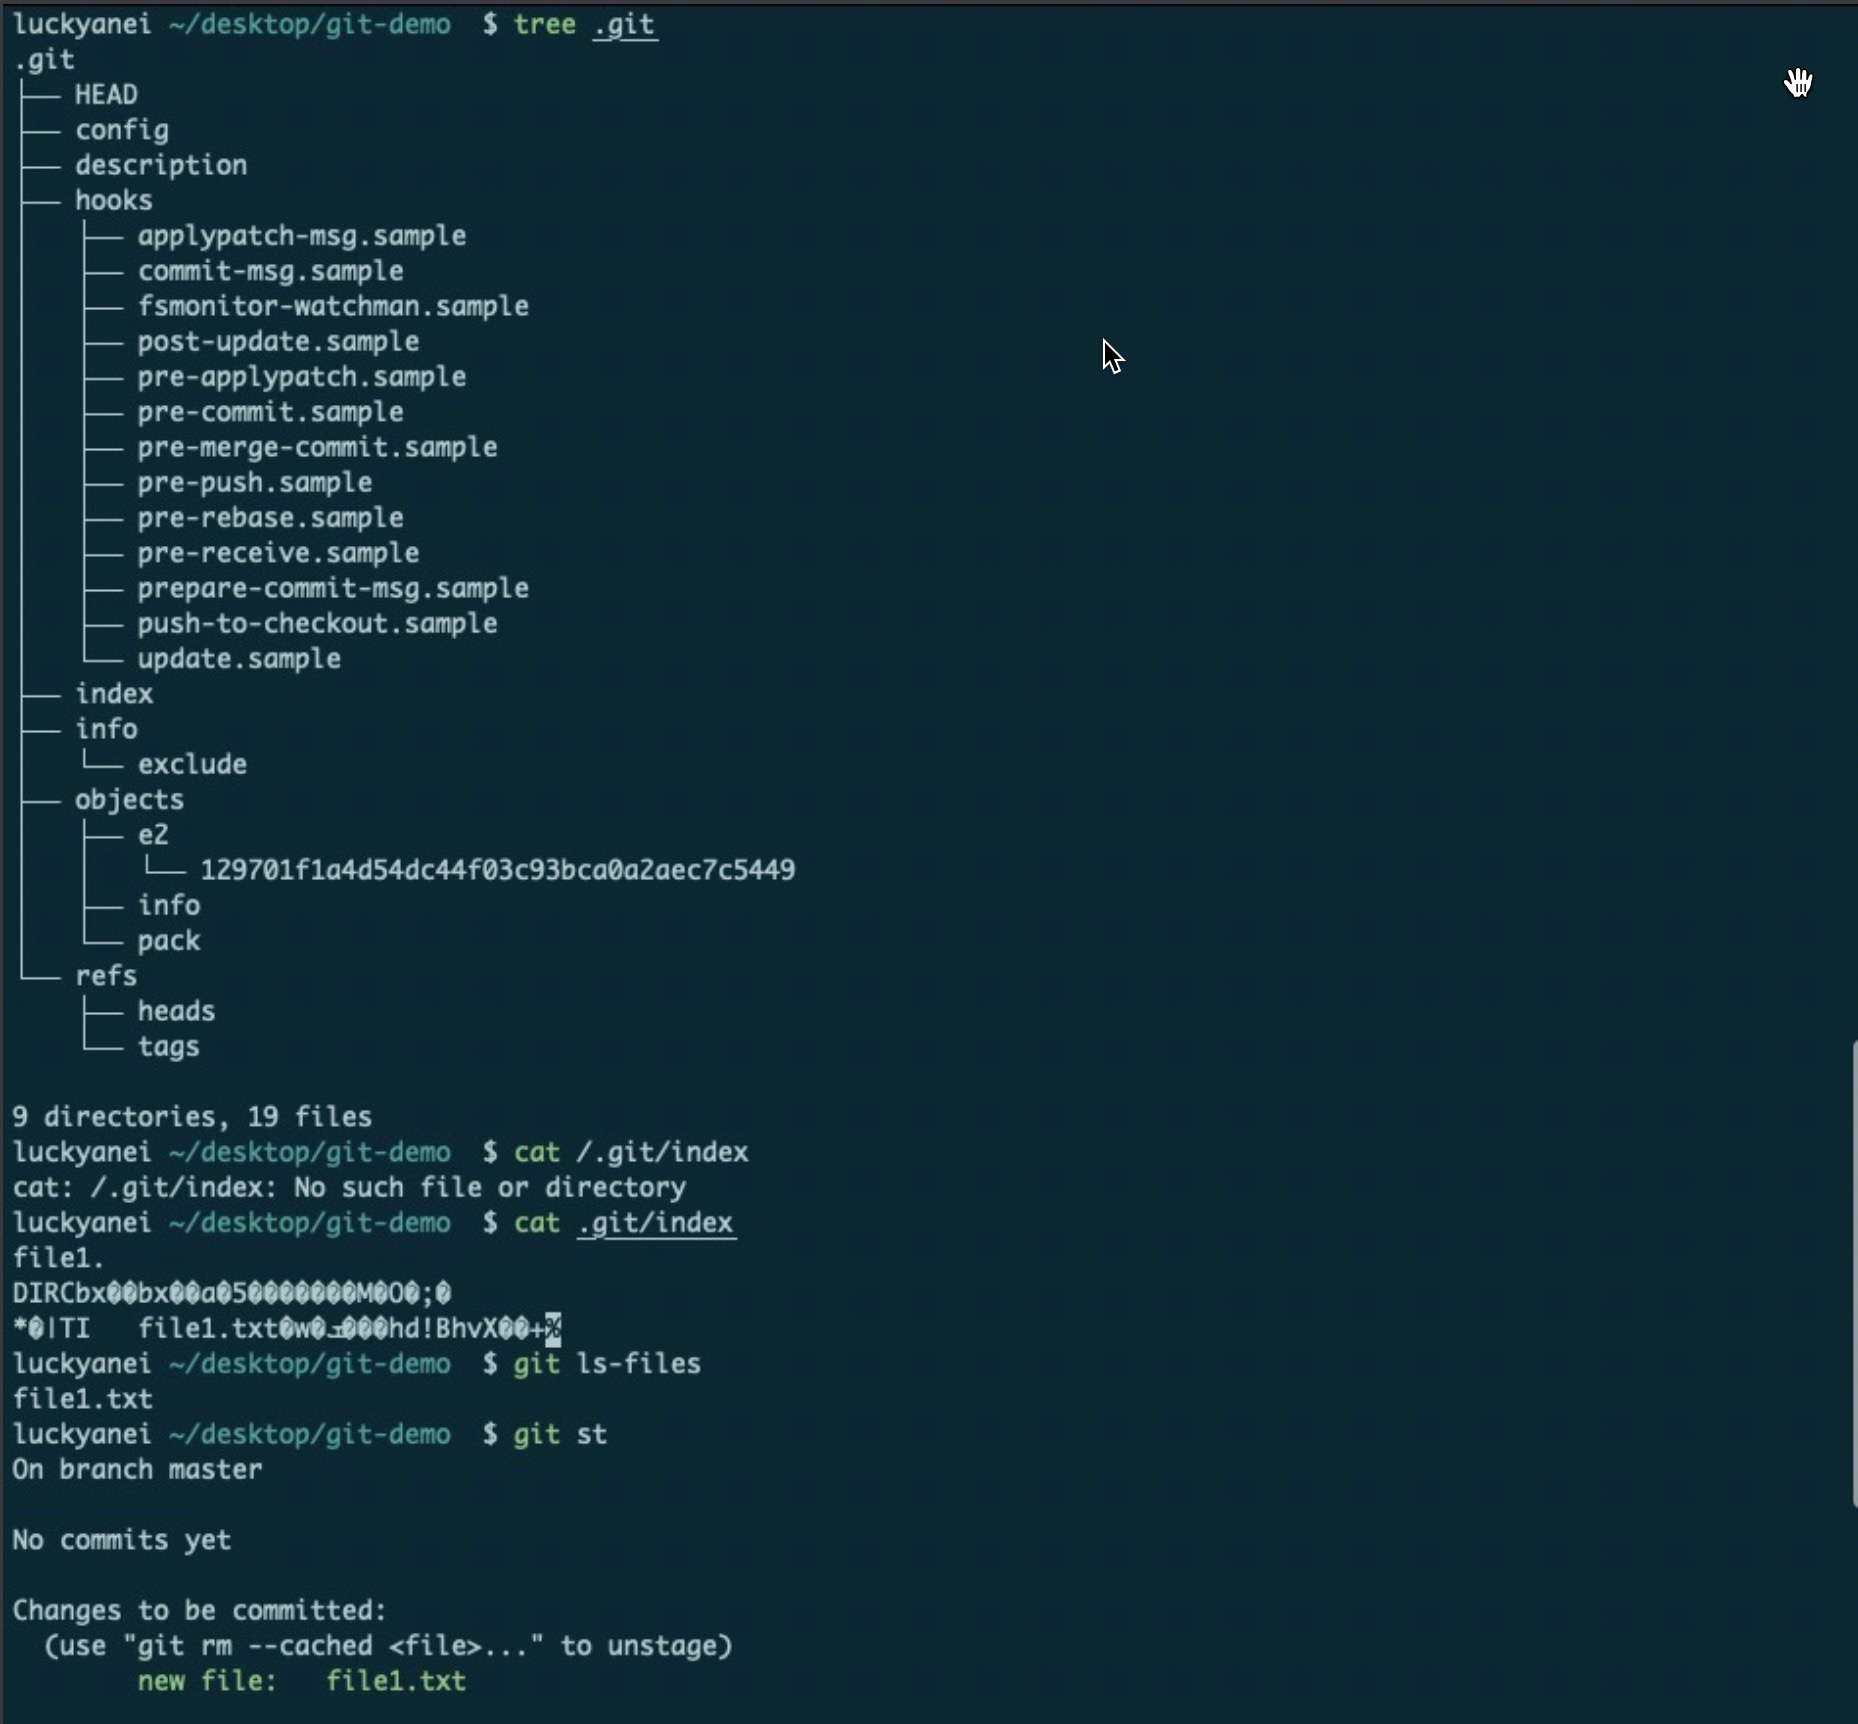 luckyanei ~/desktop/git-demo  $ tree .git
.git
├── HEAD
├── config
├── description
├── hooks
│   ├── applypatch-msg.sample
│   ├── commit-msg.sample
│   ├── fsmonitor-watchman.sample
│   ├── post-update.sample
│   ├── pre-applypatch.sample
│   ├── pre-commit.sample
│   ├── pre-merge-commit.sample
│   ├── pre-push.sample
│   ├── pre-rebase.sample
│   ├── pre-receive.sample
│   ├── prepare-commit-msg.sample
│   ├── push-to-checkout.sample
│   └── update.sample
├── index
├── info
│   └── exclude
├── objects
│   ├── e2
│   │   └── 129701f1a4d54dc44f03c93bca0a2aec7c5449
│   ├── info
│   └── pack
└── refs
    ├── heads
    └── tags

9 directories, 19 files
luckyanei ~/desktop/git-demo  $ cat /.git/index
cat: /.git/index: No such file or directory
luckyanei ~/desktop/git-demo  $ cat .git/index
file1.
DIRCbx��bx��a�5�������M�O�;�
*�|TI   file1.txt�w����hd!BhvX��+%
luckyanei ~/desktop/git-demo  $ git ls-files
file1.txt
luckyanei ~/desktop/git-demo  $ git st
On branch master

No commits yet

Changes to be committed:
  (use "git rm --cached <file>..." to unstage)
        new file:   file1.txt